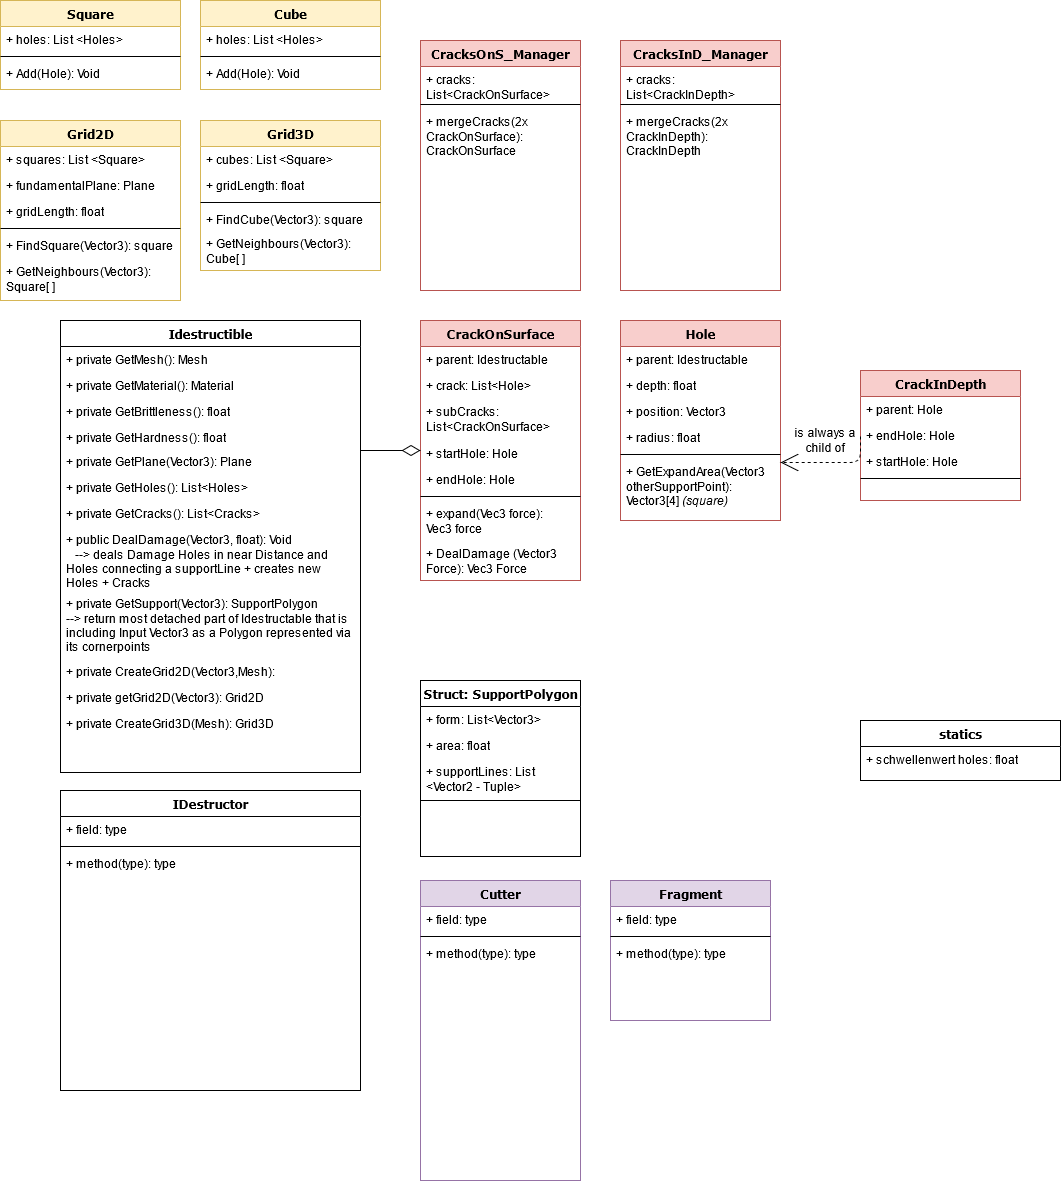 Square
+ holes: List <Holes>
+ Add(Hole): Void
Cube
+ holes: List <Holes>
+ Add(Hole): Void
CracksOnS_Manager
+ cracks:
List<CrackOnSurface>
+ mergeCracks(2x
CrackOnSurface):
CrackOnSurface
CracksInD_Manager
+ cracks:
List<CrackInDepth>
+ mergeCracks(2x
CrackInDepth):
CrackInDepth
Grid2D
+ squares: List <Square>
+ fundamentalPlane: Plane
+ gridLength: float
+ FindSquare(Vector3): square
+ GetNeighbours(Vector3):
Square[ ]
Grid3D
+ cubes: List <Square>
+ gridLength: float
+ FindCube(Vector3): square
+ GetNeighbours(Vector3):
Cube[ ]
Idestructible
+ private GetMesh(): Mesh
+ private GetMaterial(): Material
+ private GetBrittleness(): float
+ private GetHardness(): float
+ private GetPlane(Vector3): Plane
+ private GetHoles(): List<Holes>
+ private GetCracks(): List<Cracks>
+ public DealDamage(Vector3, float): Void
--> deals Damage Holes in near Distance and
Holes connecting a supportLine + creates new
Holes + Cracks
+ private GetSupport(Vector3): SupportPolygon
--> return most detached part of Idestructable that is
including Input Vector3 as a Polygon represented via
its cornerpoints
+ private CreateGrid2D(Vector3,Mesh):
+ private getGrid2D(Vector3): Grid2D
+ private CreateGrid3D(Mesh): Grid3D
CrackOnSurface
+ parent: Idestructable
+ crack: List<Hole>
+ subCracks:
List<CrackOnSurface>
+ startHole: Hole
+ endHole: Hole
+ expand(Vec3 force):
Vec3 force
+ DealDamage (Vector3
Force): Vec3 Force
Hole
+ parent: Idestructable
+ depth: float
+ position: Vector3
+ radius: float
+ GetExpandArea(Vector3
otherSupportPoint):
Vector3[4] (square)
is always a
child of
CrackInDepth
+ parent: Hole
+ endHole: Hole
+ startHole: Hole
Struct: SupportPolygon
+ form: List<Vector3>
+ area: float
+ supportLines: List
<Vector2 - Tuple>
statics
+ schwellenwert holes: float
IDestructor
+ field: type
+ method(type): type
Cutter
+ field: type
+ method(type): type
Fragment
+ field: type
+ method(type): type